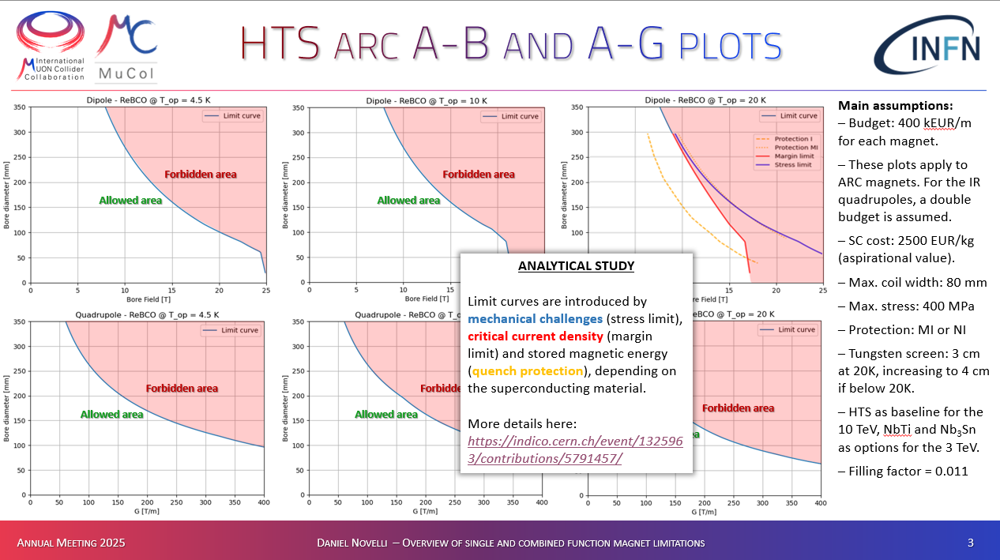 International
MUON Collider
Collaboration
MuCol
HTS ARC A-B AND A-G PLOTS
INFN
Dipole - ReBCO @ T_op = 4.5 K
Limit curve
Forbidden area
Allowed area
Bore diameter [mm]
350
300
250
200
150
100
50
0
0 5 10 15 20 25
Bore Field [T]
Dipole - ReBCO @ T_op = 10 K
Limit curve
Forbidden area
Allowed area
Bore diameter [mm]
350
300
250
200
150
100
50
0
0 5 10 15
Bore Field [T]
Dipole - ReBCO @ T_op = 20 K
Limit curve
Protection I
Protection MI
Margin limit
Stress limit
Bore diameter [mm]
350
300
250
200
150
100
15 20 25
re Field [T]
Quadrupole - ReBCO @ T_op = 4.5 K
Limit curve
Forbidden area
Allowed area
Bore diameter [mm]
350
300
250
200
150
100
50
0
0 50 100 150 200 250 300 350 400
G [T/m]
Quadrupole - ReBCO @ T_o
Forbidde
Allowed area
Bore diameter [mm]
350
300
250
200
150
100
50
0
0 50 100 150 200 250 300 350 400
G [T/m]
eBCO @ T_op = 20 K
Limit curve
Forbidden area
a
0
0 50 100 150 200 250 300 350 400
G [T/m]
ANALYTICAL STUDY
Limit curves are introduced by
mechanical challenges (stress limit),
critical current density (margin
limit) and stored magnetic energy
(quench protection), depending on
the superconducting material.
More details here:
https://indico.cern.ch/event/132596
3/contributions/5791457/
Main assumptions:
– Budget: 400 kEUR/m
for each magnet.
– These plots apply to
ARC magnets. For the IR
quadrupoles, a double
budget is assumed.
– SC cost: 2500 EUR/kg
(aspirational value).
– Max. coil width: 80 mm
– Max. stress: 400 MPa
– Protection: MI or NI
– Tungsten screen: 3 cm
at 20K, increasing to 4 cm
if below 20K.
– HTS as baseline for the
10 TeV, NbTi and Nb₃Sn
as options for the 3 TeV.
– Filling factor = 0.011
ANNUAL MEETING 2025
DANIEL NOVELLI – OVERVIEW OF SINGLE AND COMBINED FUNCTION MAGNET LIMITATIONS
3